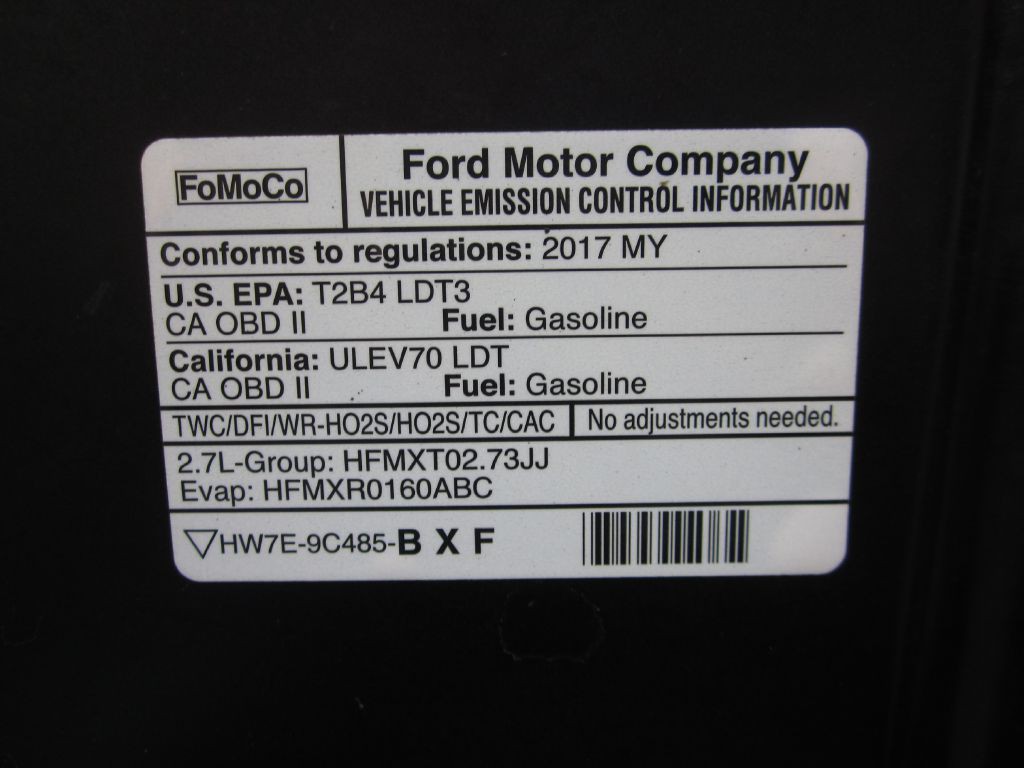 FoMoCo
Ford Motor Company
VEHICLE EMISSION CONTROL INFORMATION
Conforms to regulations: 2017 MY
U.S. EPA: T2B4 LDT3
CA OBD II Fuel: Gasoline
California: ULEV70 LDT
CA OBD II Fuel: Gasoline
TWC/DFI/WR-HO2S/HO2S/TC/CAC No adjustments needed.
2.7L-Group: HFMXT02.73JJ
Evap: HFMXR0160ABC
HW7E-9C485-B X F